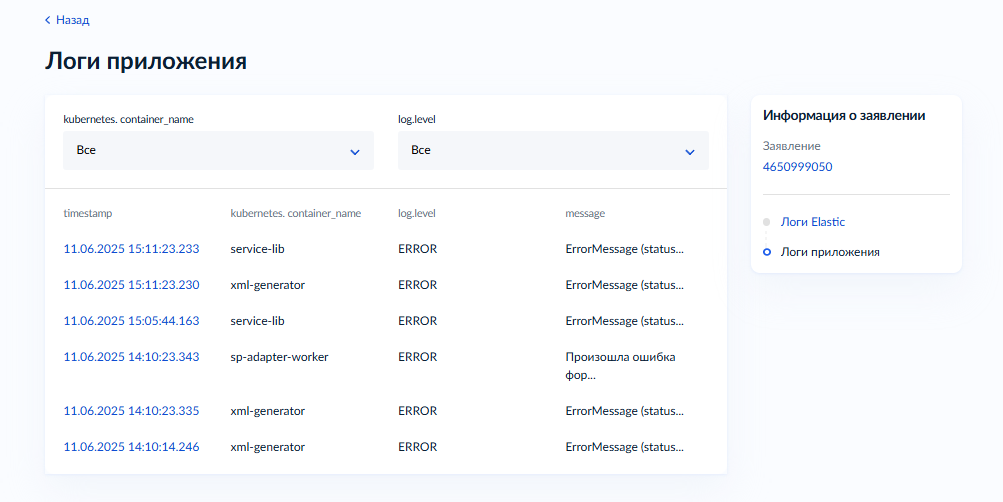 Назад
Логи приложения
kubernetes. container_name log.level
Все Все
timestamp kubernetes. container_name log.level message
11.06.2025 15:11:23.233 service-lib ERROR ErrorMessage (status...
11.06.2025 15:11:23.230 xml-generator ERROR ErrorMessage (status...
11.06.2025 15:05:44.163 service-lib ERROR ErrorMessage (status...
11.06.2025 14:10:23.343 sp-adapter-worker ERROR Произошла ошибка
фор...
11.06.2025 14:10:23.335 xml-generator ERROR ErrorMessage (status...
11.06.2025 14:10:14.246 xml-generator ERROR ErrorMessage (status...
Информация о заявлении
Заявление
4650999050
Логи Elastic
Логи приложения